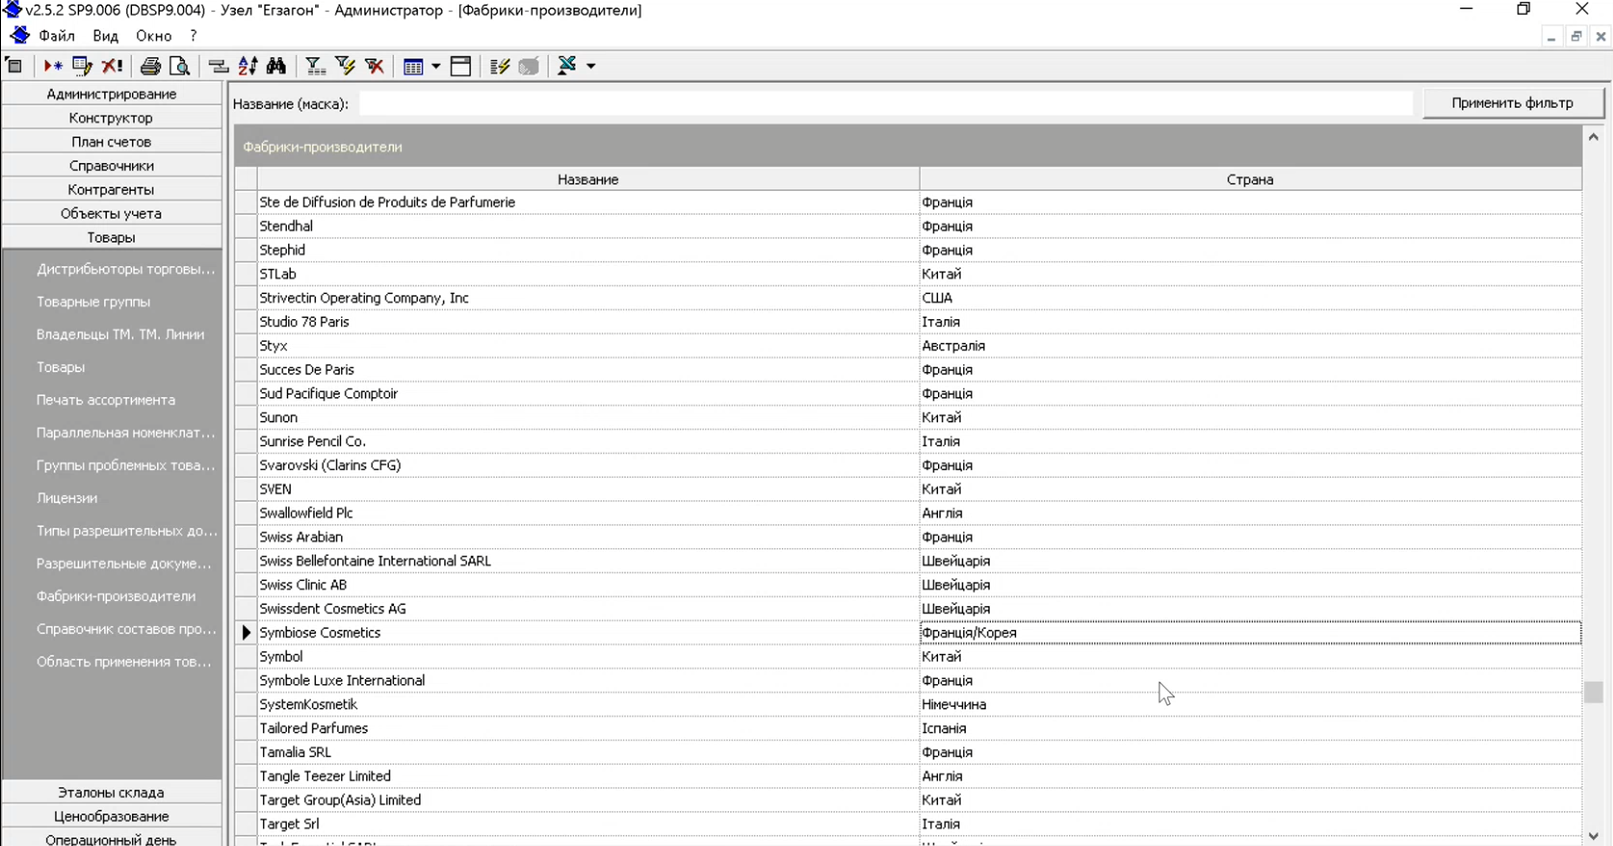 v2.5.2 SP9.006 (DBSP9.004) - Узел "Егзагон" - Администратор - [Фабрики-производители]
Файл Вид Окно ?
Администрирование
Конструктор
План счетов
Справочники
Контрагенты
Объекты учета
Товары
Дистрибьюторы торговы...
Товарные группы
Владельцы ТМ. ТМ. Линии
Товары
Печать ассортимента
Параллельная номенклат...
Группы проблемных това...
Лицензии
Типы разрешительных до...
Разрешительные докуме...
Фабрики-производители
Справочник составов про...
Область применения тов...
Эталоны склада
Ценообразование
Операционный день
Название (маска): Применить фильтр
Фабрики-производители
Название Страна
Ste de Diffusion de Produits de Parfumerie Франція
Stendhal Франція
Stephid Франція
STLab Китай
Strivectin Operating Company, Inc США
Studio 78 Paris Італія
Styx Австралія
Succes De Paris Франція
Sud Pacifique Comptoir Франція
Sunon Китай
Sunrise Pencil Co. Італія
Svarovski (Clarins CFG) Франція
SVEN Китай
Swallowfield Plc Англія
Swiss Arabian Франція
Swiss Bellefontaine International SARL Швейцарія
Swiss Clinic AB Швейцарія
Swissdent Cosmetics AG Швейцарія
Symbiose Cosmetics Франція/Корея
Symbol Китай
Symbole Luxe International Франція
SystemKosmetik Німеччина
Tailored Parfumes Іспанія
Tamalia SRL Франція
Tangle Teezer Limited Англія
Target Group(Asia) Limited Китай
Target Srl Італія